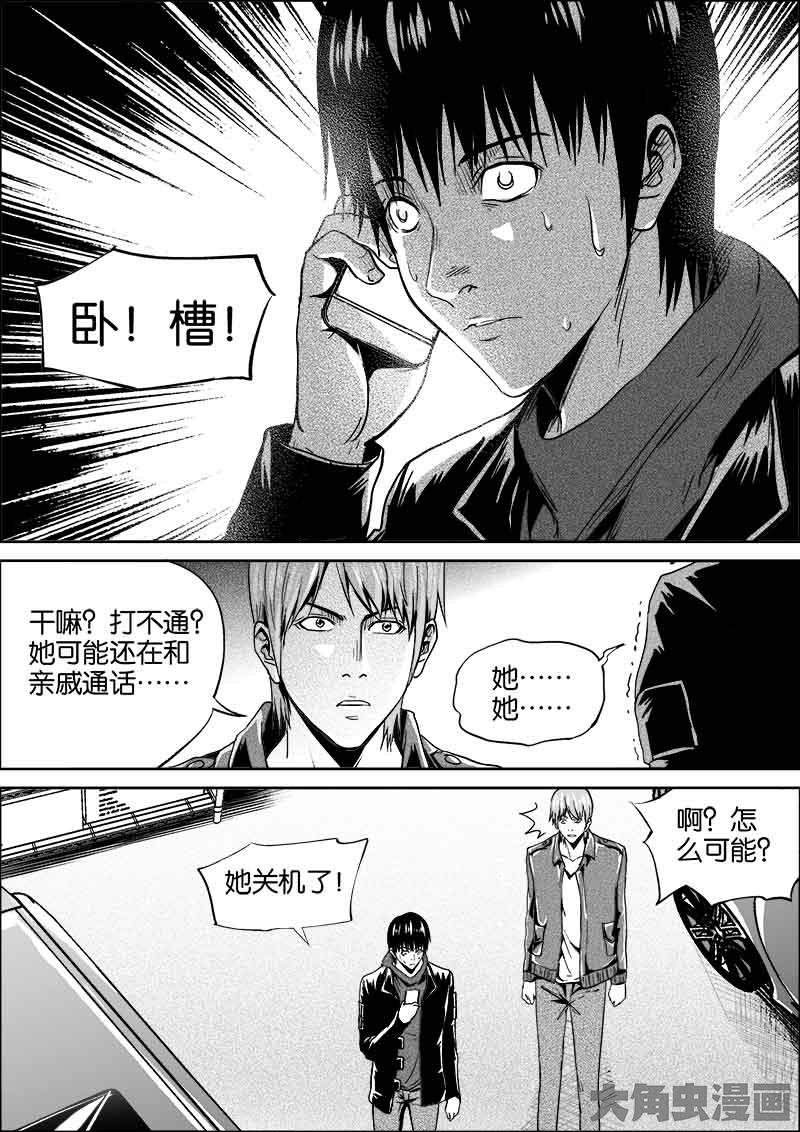 卧！槽！
干嘛？打不通？
她可能还在和
亲戚通话……
她……
她……
她关机了！
啊？怎
么可能？
大角虫漫画